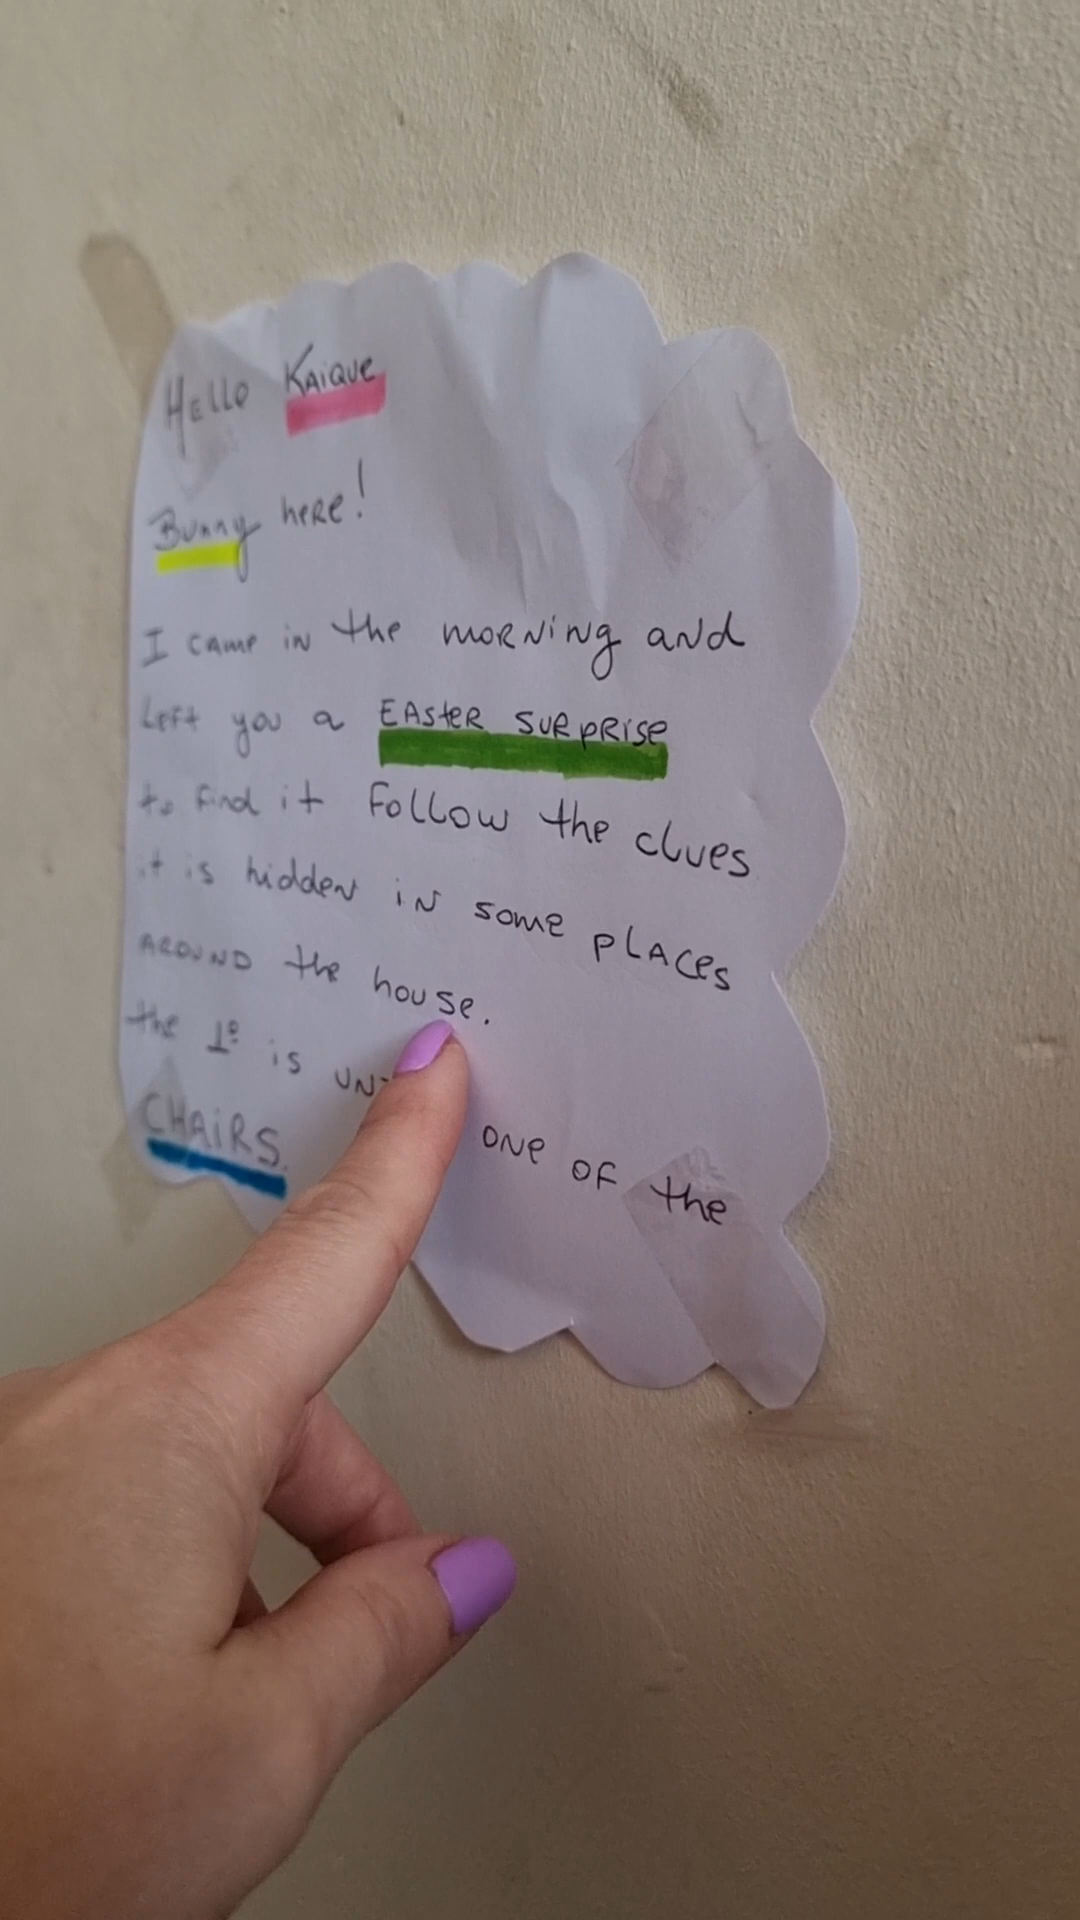 HELLO KAIQUE
Bunny here!
I came in the morning and
Left you a EASTER SURPRISE
to find it Follow the clues
it is hidden in some places
AROUND the house.
the 1º is one of the
CHAIRS.